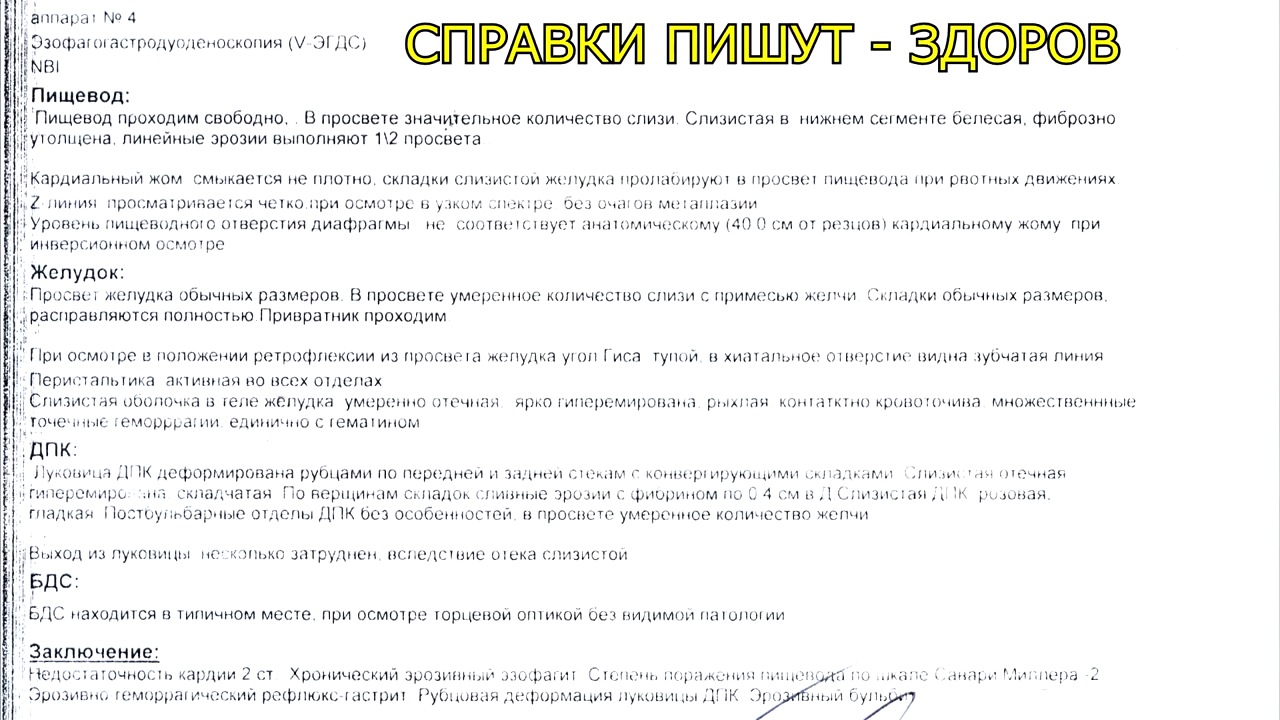 аппарат № 4
СПРАВКИ ПИШУТ - ЗДОРОВ
Эзофагогастродуоденоскопия (V-ЭГДС)
NBI
Пищевод:
Пищевод проходим свободно, . В просвете значительное количество слизи. Слизистая в нижнем сегменте белесая, фиброзно
утолщена, линейные эрозии выполняют 1\2 просвета
Кардиальный жом смыкается не плотно, складки слизистой желудка пролабируют в просвет пищевода при рвотных движениях.
Z-линия просматривается четко,при осмотре в узком спектре без очагов метаплазии
Уровень пищеводного отверстия диафрагмы не соответствует анатомическому (40.0 см от резцов) кардиальному жому при
инверсионном осмотре
Желудок:
Просвет желудка обычных размеров. В просвете умеренное количество слизи с примесью желчи. Складки обычных размеров,
расправляются полностью.Привратник проходим
При осмотре в положении ретрофлексии из просвета желудка угол Гиса тупой, в хиатальное отверстие видна зубчатая линия
Перистальтика активная во всех отделах
Слизистая оболочка в теле желудка умеренно отечная, ярко гиперемирована, рыхлая контатктно кровоточива, множественнные
точечные геморрагии, единично с гематином
ДПК:
Луковица ДПК деформирована рубцами по передней и задней стекам с конвергирующими складками. Слизистая отечная
гиперемирована, складчатая. По верщинам складок сливные эрозии с фибрином по 0.4 см в Д.Слизистая ДПК розовая,
гладкая. Постбульбарные отделы ДПК без особенностей, в просвете умеренное количество желчи
Выход из луковицы несколько затруднен, вследствие отека слизистой
БДС:
БДС находится в типичном месте, при осмотре торцевой оптикой без видимой патологии
Заключение:
Недостаточность кардии 2 ст. Хронический эрозивный эзофагит. Степень поражения пищевода по шкале Савари Миллера -2
Эрозивно геморрагический рефлюкс-гастрит. Рубцовая деформация луковицы ДПК. Эрозивный бульбит